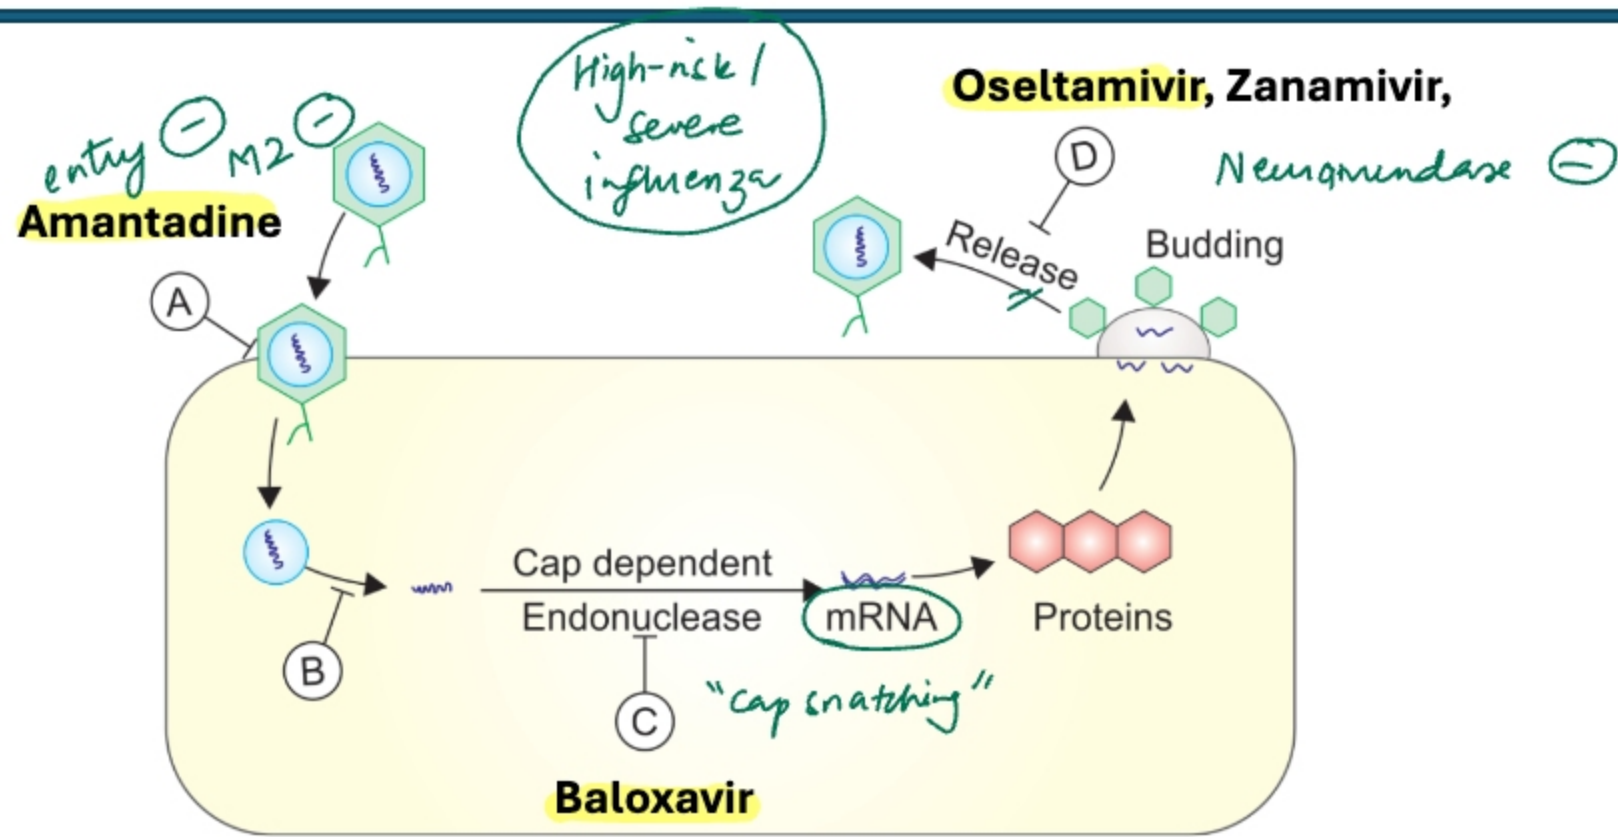 High-risk /
severe
influenza
Oseltamivir, Zanamivir,
entry ⊖ M2 ⊖
Amantadine
D
Neuraminidase ⊖
A
Release
Budding
Cap dependent
Endonuclease
mRNA
Proteins
B
C
"cap snatching"
Baloxavir